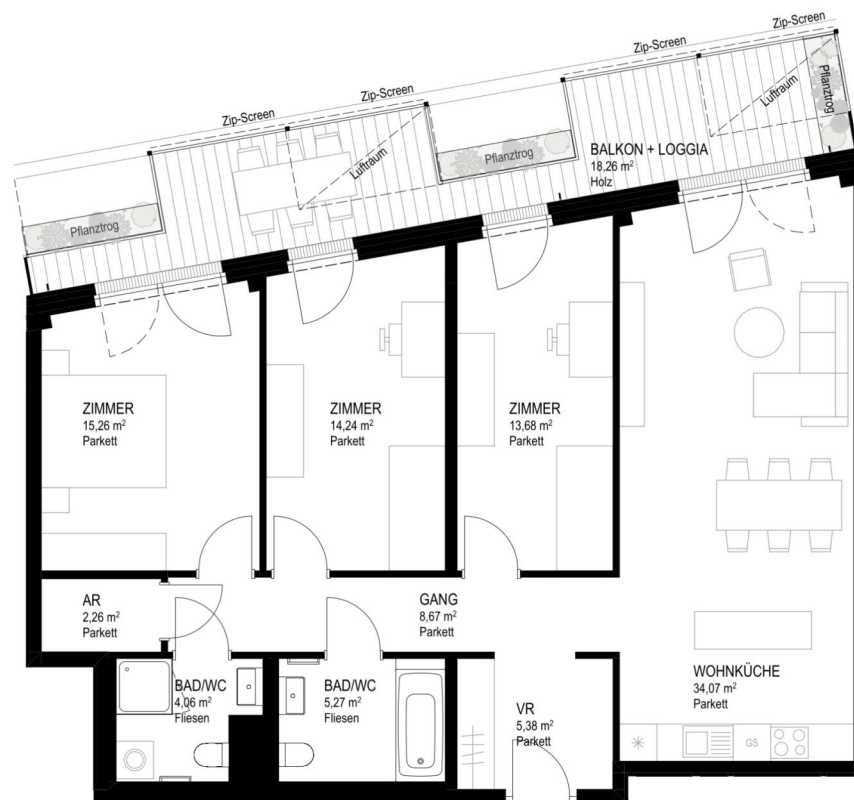 Zip-Screen
Zip-Screen
Zip-Screen
Zip-Screen
Pflanztrog
Luftraum
Luftraum
Pflanztrog
Pflanztrog
BALKON + LOGGIA
18,26 m²
Holz
ZIMMER
15,26 m²
Parkett
ZIMMER
14,24 m²
Parkett
ZIMMER
13,68 m²
Parkett
AR
2,26 m²
Parkett
GANG
8,67 m²
Parkett
BAD/WC
4,06 m²
Fliesen
BAD/WC
5,27 m²
Fliesen
VR
5,38 m²
Parkett
WOHNKÜCHE
34,07 m²
Parkett
GS